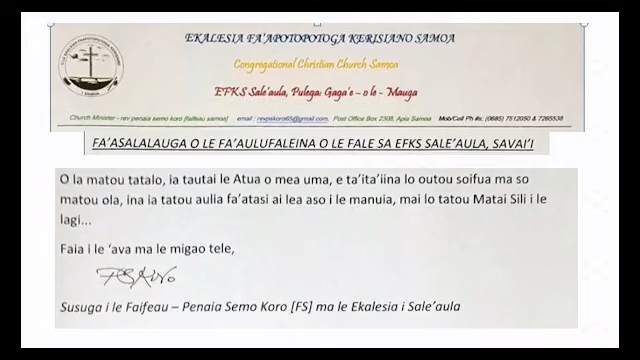 EKALESIA FA'APOTOPOTOGA KERISIANO SAMOA
Congregational Christian Church Samoa
EFKS Sale'aula, Pulega: Gaga'e – o le - Mauga
Church Minister - rev penaia semo koro (faifeau samoa) email : revpskoro65@gmail.com. Post Office Box 2308, Apia Samoa Mob/Cell Ph #s: (0685) 7512050 & 7265538
FA'ASALALAUGA O LE FA'AULUFALEINA O LE FALE SA EFKS SALE'AULA, SAVAI'I
O la matou tatalo, ia tautai le Atua o mea uma, e ta'ita'iina lo outou soifua ma so
matou ola, ina ia tatou aulia fa'atasi ai lea aso i le manuia, mai lo tatou Matai Sili i le
lagi...
Faia i le 'ava ma le migao tele,
Susuga i le Faifeau – Penaia Semo Koro [FS] ma le Ekalesia i Sale'aula